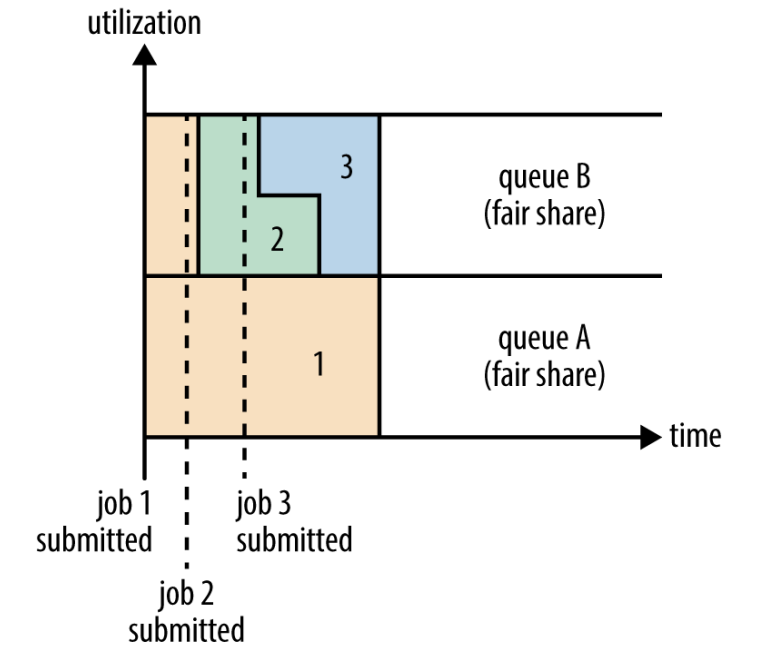 utilization
3
queue B
(fair share)
2
queue A
(fair share)
1
time
job 1
submitted
job 3
submitted
job 2
submitted